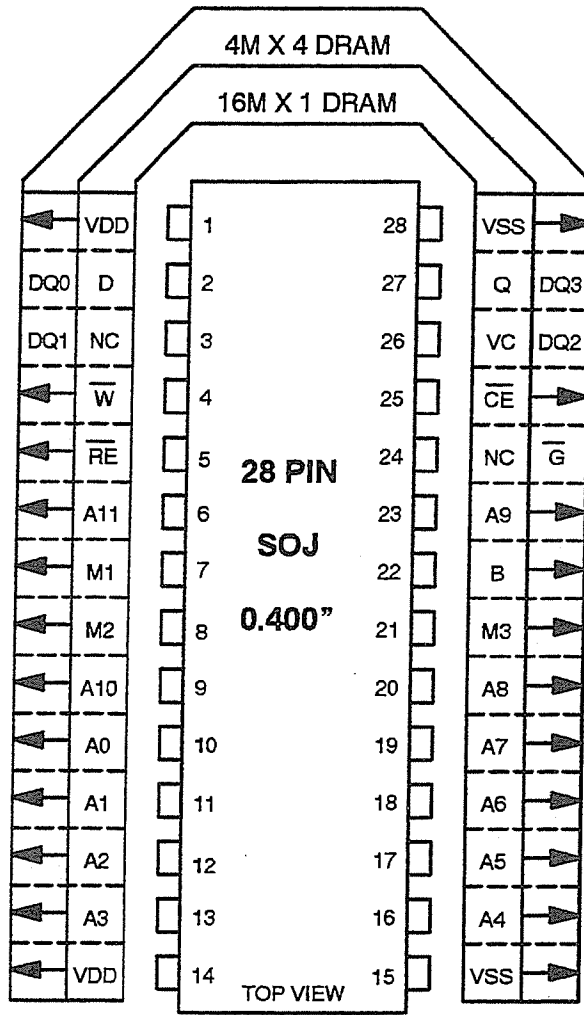 4M X 4 DRAM
16M X 1 DRAM
VDD 1 28 VSS
DQ0 D 2 27 Q DQ3
DQ1 NC 3 26 VC DQ2
W̅ 4 25 C̅E̅
R̅E̅ 5 24 NC G̅
A11 6 23 A9
M1 7 22 B
M2 8 21 M3
A10 9 20 A8
A0 10 19 A7
A1 11 18 A6
A2 12 17 A5
A3 13 16 A4
VDD 14 15 VSS
28 PIN
SOJ
0.400”
TOP VIEW